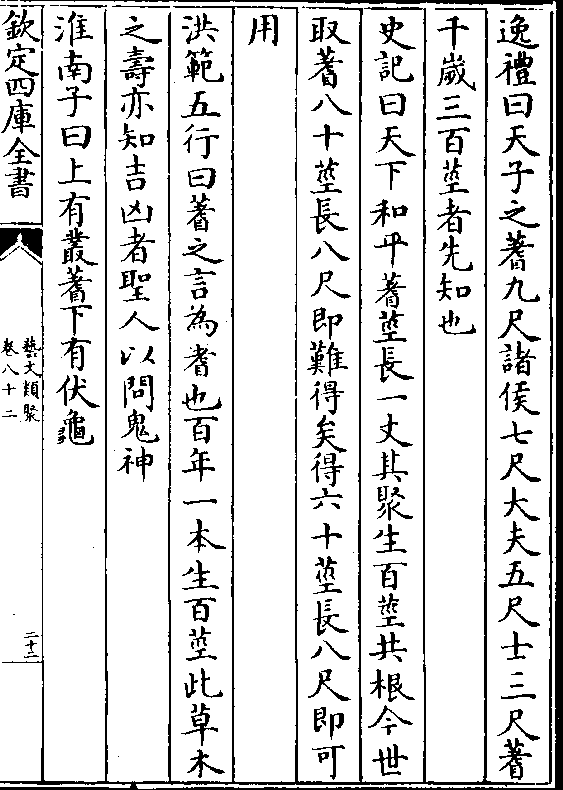 逸禮曰天子之蓍九尺諸侯七尺大夫五尺士三尺蓍
千歲三百莖者先知也
史記曰天下和平蓍莖長一丈其聚生百莖共根今世
取蓍八十莖長八尺即難得矣得六十莖長八尺即可
用
洪範五行曰蓍之言為耆也百年一本生百莖此草木
之壽亦知吉凶者聖人以問鬼神
淮南子曰上有叢蓍下有伏龜
欽定四庫全書
藝文類聚
卷八十二
二十二